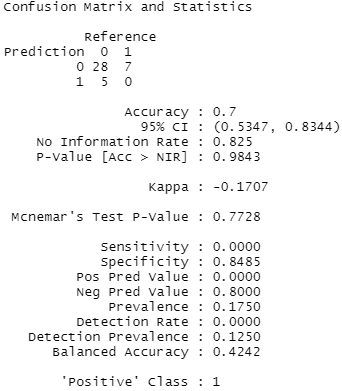 Confusion Matrix and Statistics
Reference
Prediction 0 1
0 28 7
1 5 0
Accuracy : 0.7
95% CI : (0.5347, 0.8344)
No Information Rate : 0.825
P-Value [Acc > NIR] : 0.9843
Kappa : -0.1707
Mcnemar's Test P-Value : 0.7728
Sensitivity : 0.0000
Specificity : 0.8485
Pos Pred Value : 0.0000
Neg Pred Value : 0.8000
Prevalence : 0.1750
Detection Rate : 0.0000
Detection Prevalence : 0.1250
Balanced Accuracy : 0.4242
'Positive' Class : 1